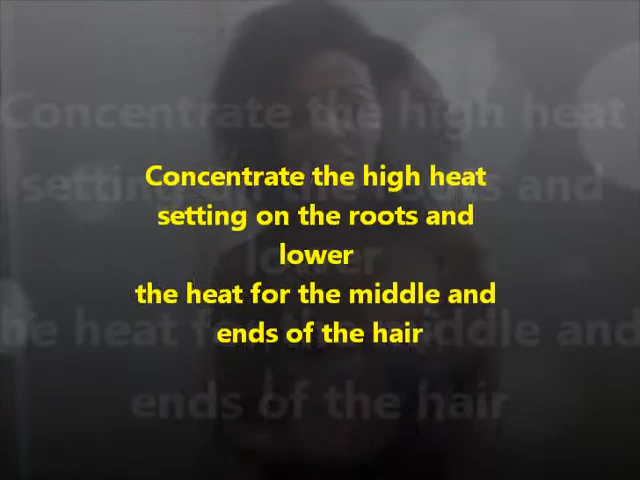 Concentrate the high heat
setting on the roots and
lower
the heat for the middle and
ends of the hair